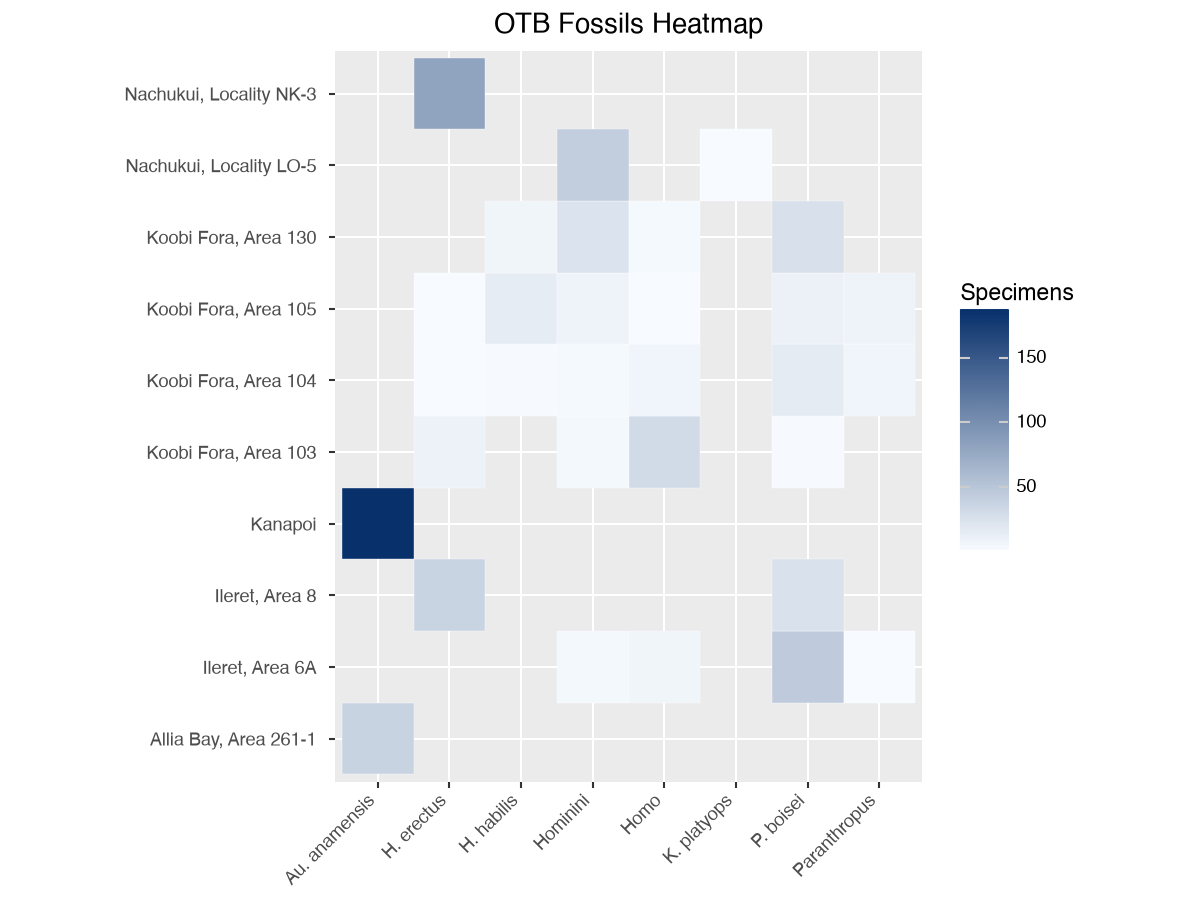 OTB Fossils Heatmap
Nachukui, Locality NK-3
Nachukui, Locality LO-5
Koobi Fora, Area 130
Koobi Fora, Area 105
Koobi Fora, Area 104
Koobi Fora, Area 103
Kanapoi
Ileret, Area 8
Ileret, Area 6A
Allia Bay, Area 261-1
Au. anamensis
H. erectus
H. habilis
Hominini
Homo
K. platyops
P. boisei
Paranthropus
Specimens
150
100
50